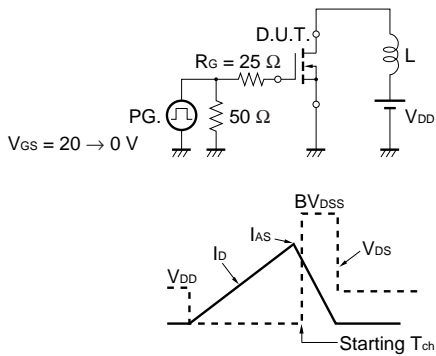 D.U.T.
RG = 25 Ω
L
PG.
50 Ω
VDD
VGS = 20 → 0 V
BVDSS
IAS
ID
VDS
VDD
Starting Tch